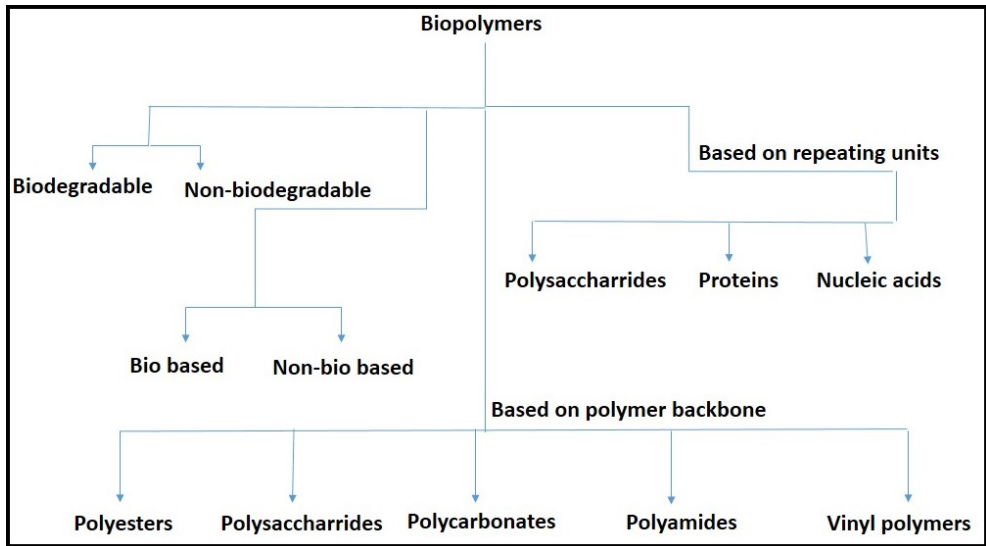 Biopolymers
Based on repeating units
Biodegradable
Non-biodegradable
Polysaccharrides
Proteins
Nucleic acids
Bio based
Non-bio based
Based on polymer backbone
Polyesters
Polysaccharrides
Polycarbonates
Polyamides
Vinyl polymers